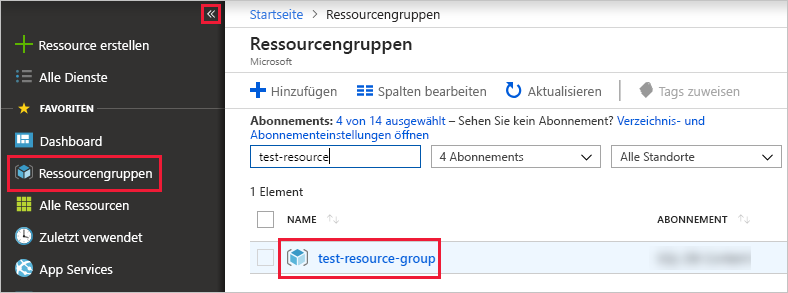 «
Ressource erstellen
Alle Dienste
FAVORITEN
Dashboard
Ressourcengruppen
Alle Ressourcen
Zuletzt verwendet
App Services
Startseite > Ressourcengruppen
Ressourcengruppen
Microsoft
Hinzufügen Spalten bearbeiten Aktualisieren Tags zuweisen
Abonnements: 4 von 14 ausgewählt – Sehen Sie kein Abonnement? Verzeichnis- und
Abonnementeinstellungen öffnen
test-resource 4 Abonnements Alle Standorte
1 Element
NAME ABONNEMENT
test-resource-group